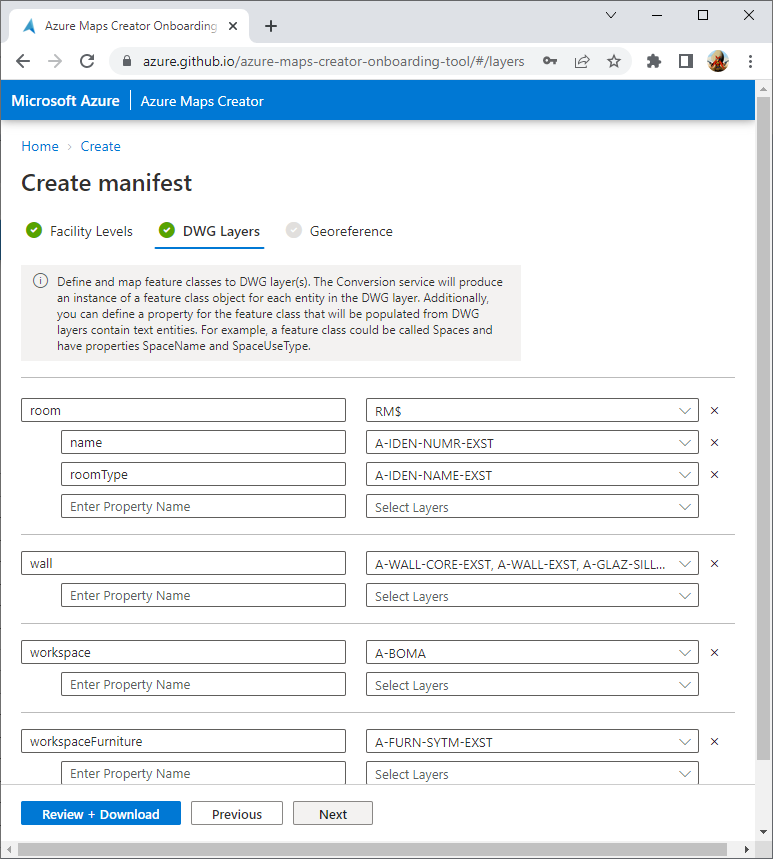 Azure Maps Creator Onboarding
azure.github.io/azure-maps-creator-onboarding-tool/#/layers
Microsoft Azure Azure Maps Creator
Home Create
Create manifest
Facility Levels DWG Layers Georeference
Define and map feature classes to DWG layer(s). The Conversion service will produce
an instance of a feature class object for each entity in the DWG layer. Additionally,
you can define a property for the feature class that will be populated from DWG
layers contain text entities. For example, a feature class could be called Spaces and
have properties SpaceName and SpaceUseType.
room RM$
name A-IDEN-NUMR-EXST
roomType A-IDEN-NAME-EXST
Enter Property Name Select Layers
wall A-WALL-CORE-EXST, A-WALL-EXST, A-GLAZ-SILL...
Enter Property Name Select Layers
workspace A-BOMA
Enter Property Name Select Layers
workspaceFurniture A-FURN-SYTM-EXST
Enter Property Name Select Layers
Review + Download Previous Next